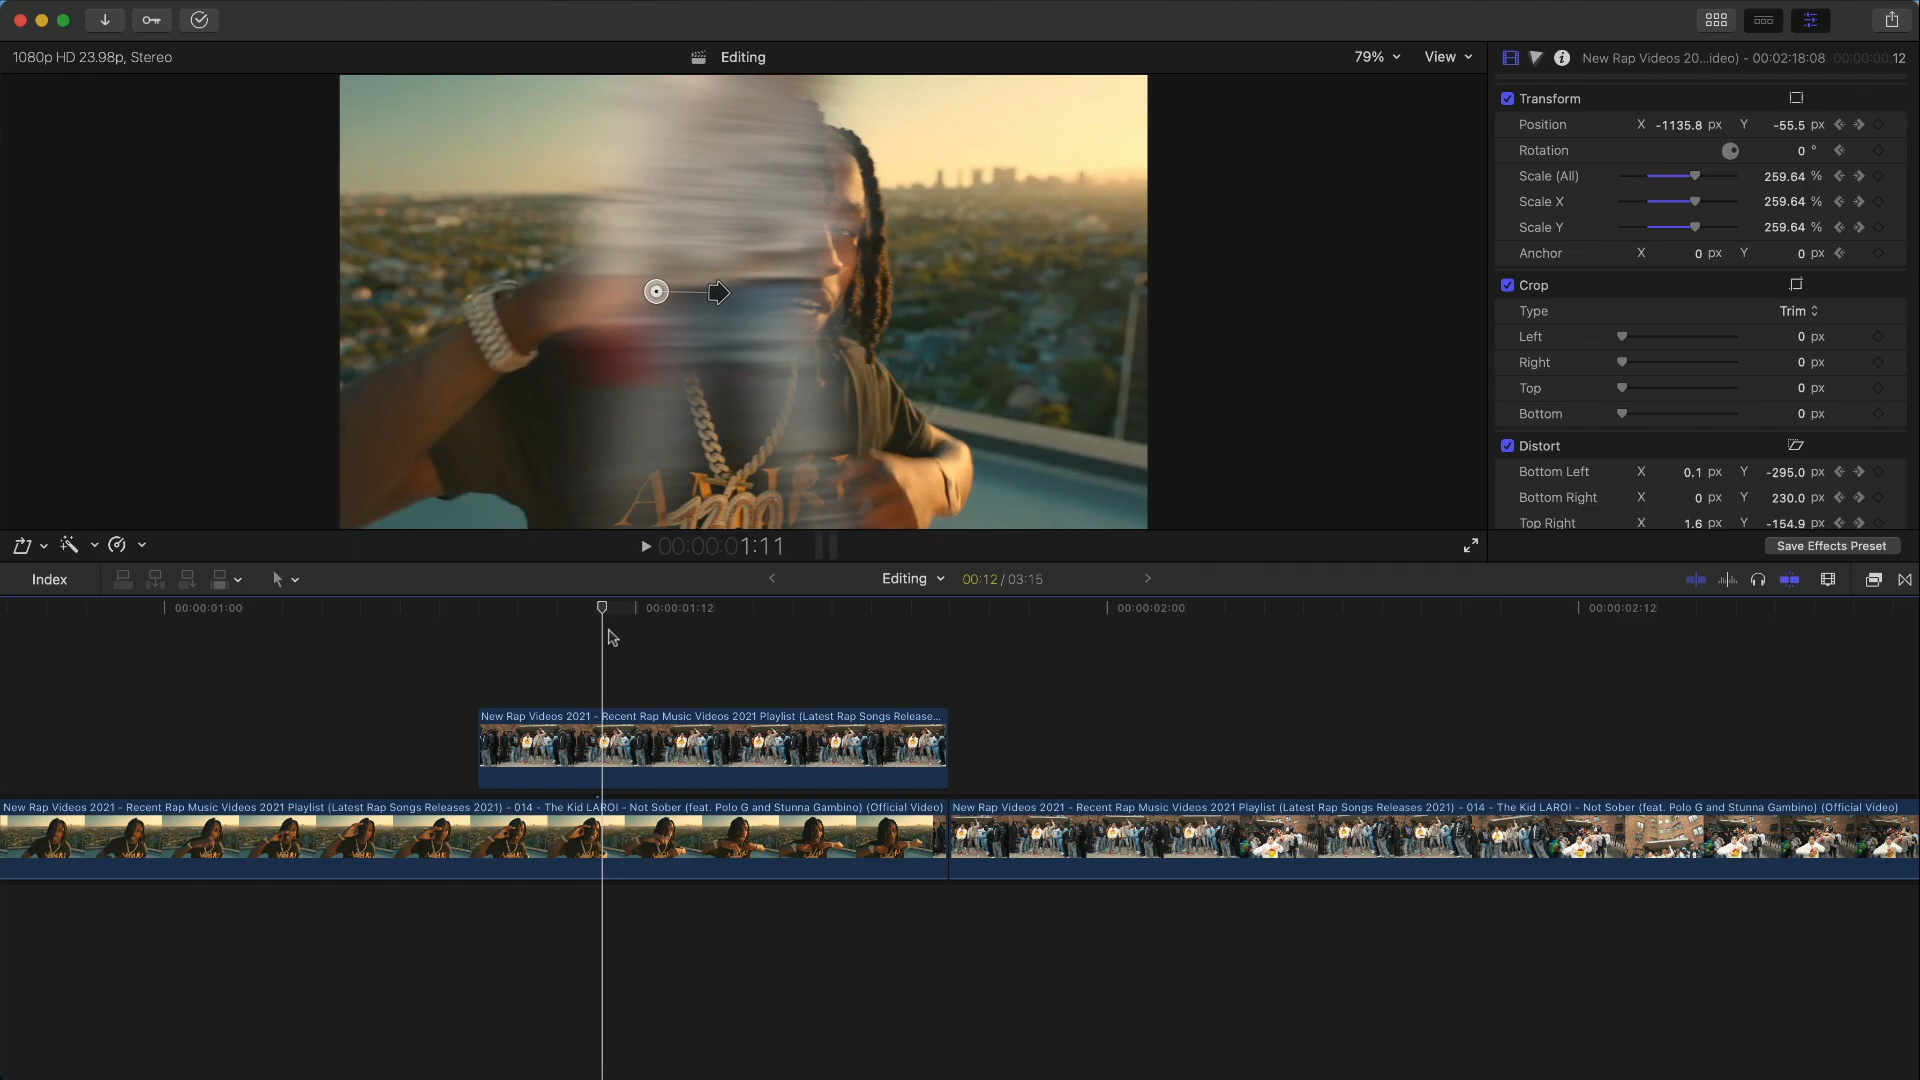 1080p HD 23.98p, Stereo
Editing
79%
View
New Rap Videos 20...ideo) - 00:02:18:08
00:00:00:12
Transform
Position X -1135.8 px Y -55.5 px
Rotation 0 °
Scale (All) 259.64 %
Scale X 259.64 %
Scale Y 259.64 %
Anchor X 0 px Y 0 px
Crop
Type Trim
Left 0 px
Right 0 px
Top 0 px
Bottom 0 px
Distort
Bottom Left X 0.1 px Y -295.0 px
Bottom Right X 0 px Y 230.0 px
Top Right X 1.6 px Y -154.9 px
AMIRI
00:00:01:11
Save Effects Preset
Index
Editing
00:12 / 03:15
00:00:01:00
00:00:01:12
00:00:02:00
00:00:02:12
New Rap Videos 2021 - Recent Rap Music Videos 2021 Playlist (Latest Rap Songs Release...
New Rap Videos 2021 - Recent Rap Music Videos 2021 Playlist (Latest Rap Songs Releases 2021) - 014 - The Kid LAROI - Not Sober (feat. Polo G and Stunna Gambino) (Official Video)
New Rap Videos 2021 - Recent Rap Music Videos 2021 Playlist (Latest Rap Songs Releases 2021) - 014 - The Kid LAROI - Not Sober (feat. Polo G and Stunna Gambino) (Official Video)